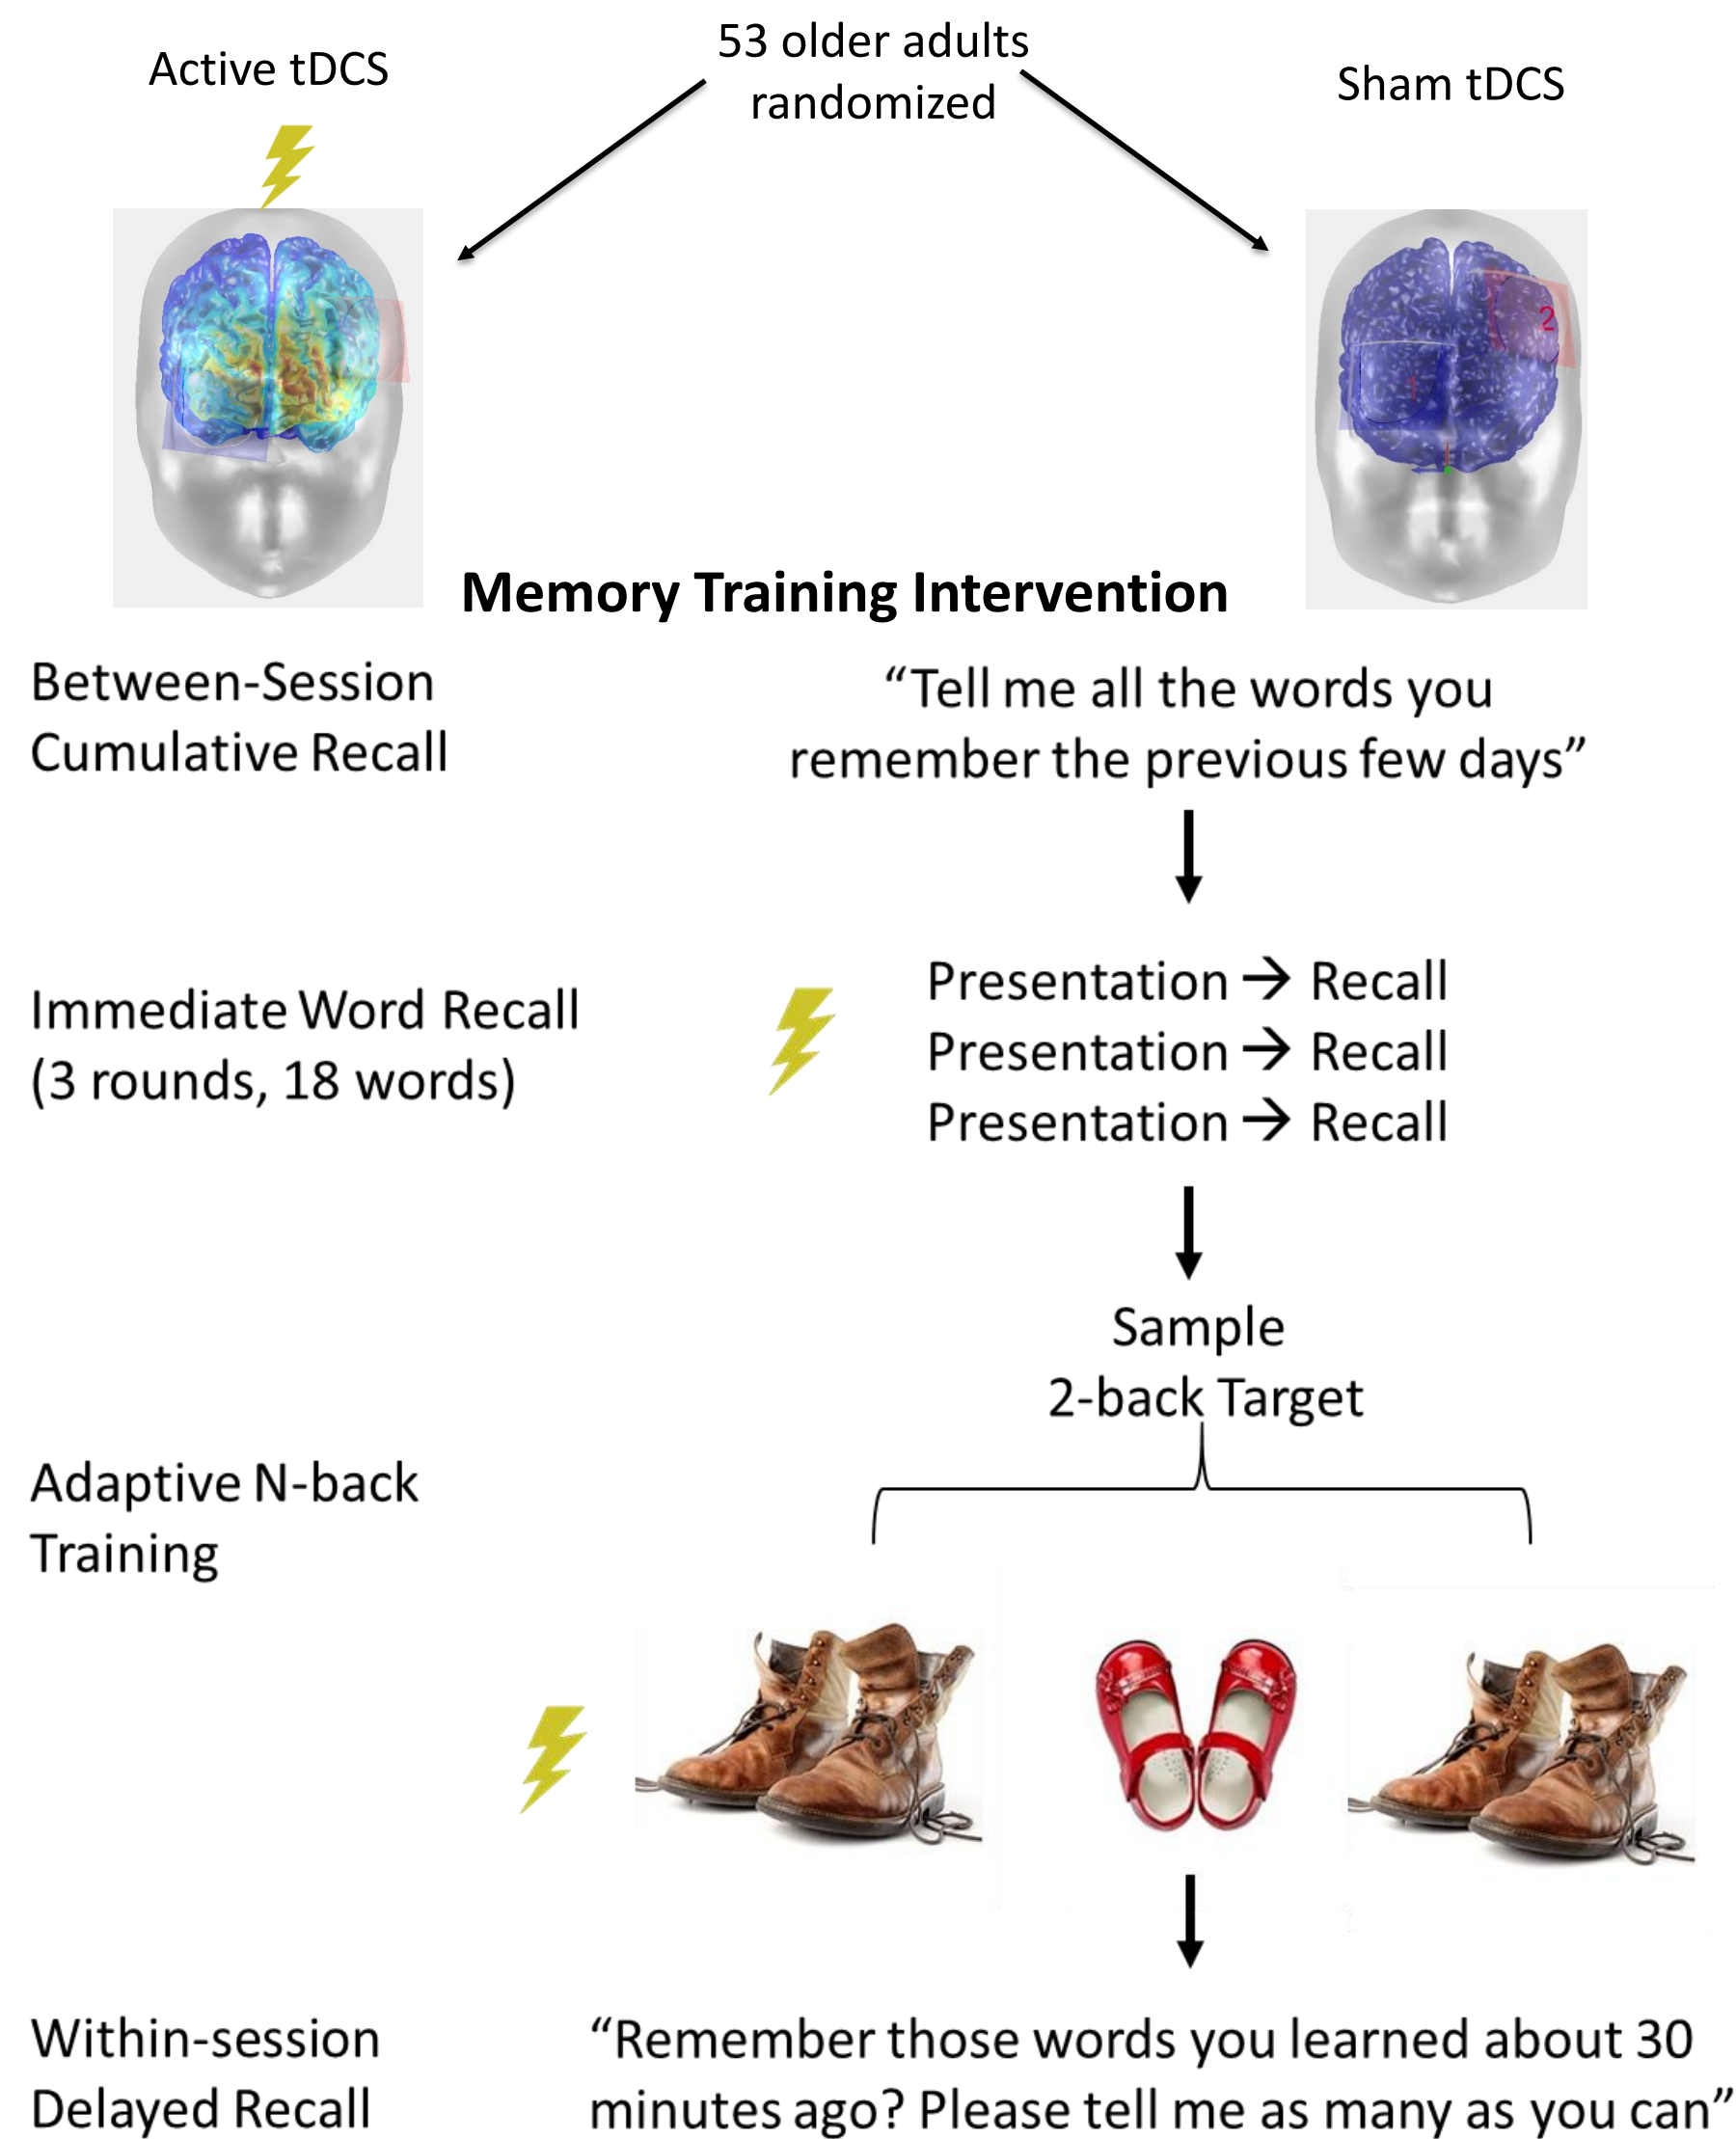 53 older adults
randomized
Active tDCS
Sham tDCS
1
2
Memory Training Intervention
Between-Session
Cumulative Recall
“Tell me all the words you
remember the previous few days”
Immediate Word Recall
(3 rounds, 18 words)
Presentation → Recall
Presentation → Recall
Presentation → Recall
Sample
2-back Target
Adaptive N-back
Training
Within-session
Delayed Recall
“Remember those words you learned about 30
minutes ago? Please tell me as many as you can”